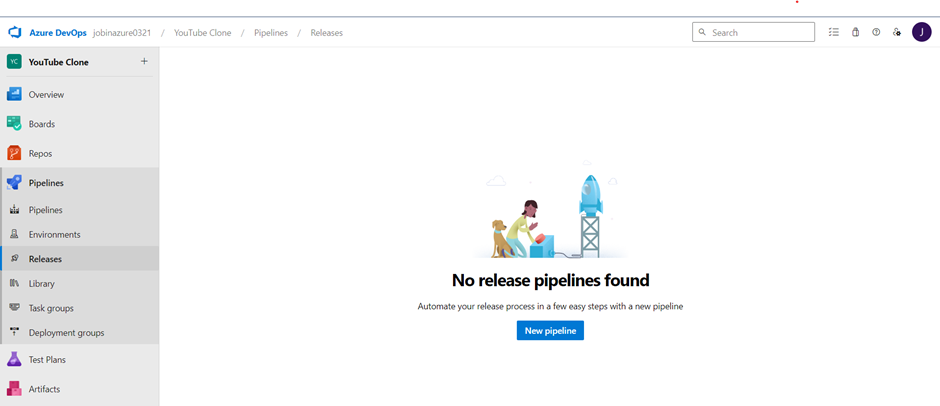 Azure DevOps jobinazure0321 / YouTube Clone / Pipelines / Releases
Search
J
YC YouTube Clone +
Overview
Boards
Repos
Pipelines
Pipelines
Environments
Releases
Library
Task groups
Deployment groups
Test Plans
Artifacts
No release pipelines found
Automate your release process in a few easy steps with a new pipeline
New pipeline